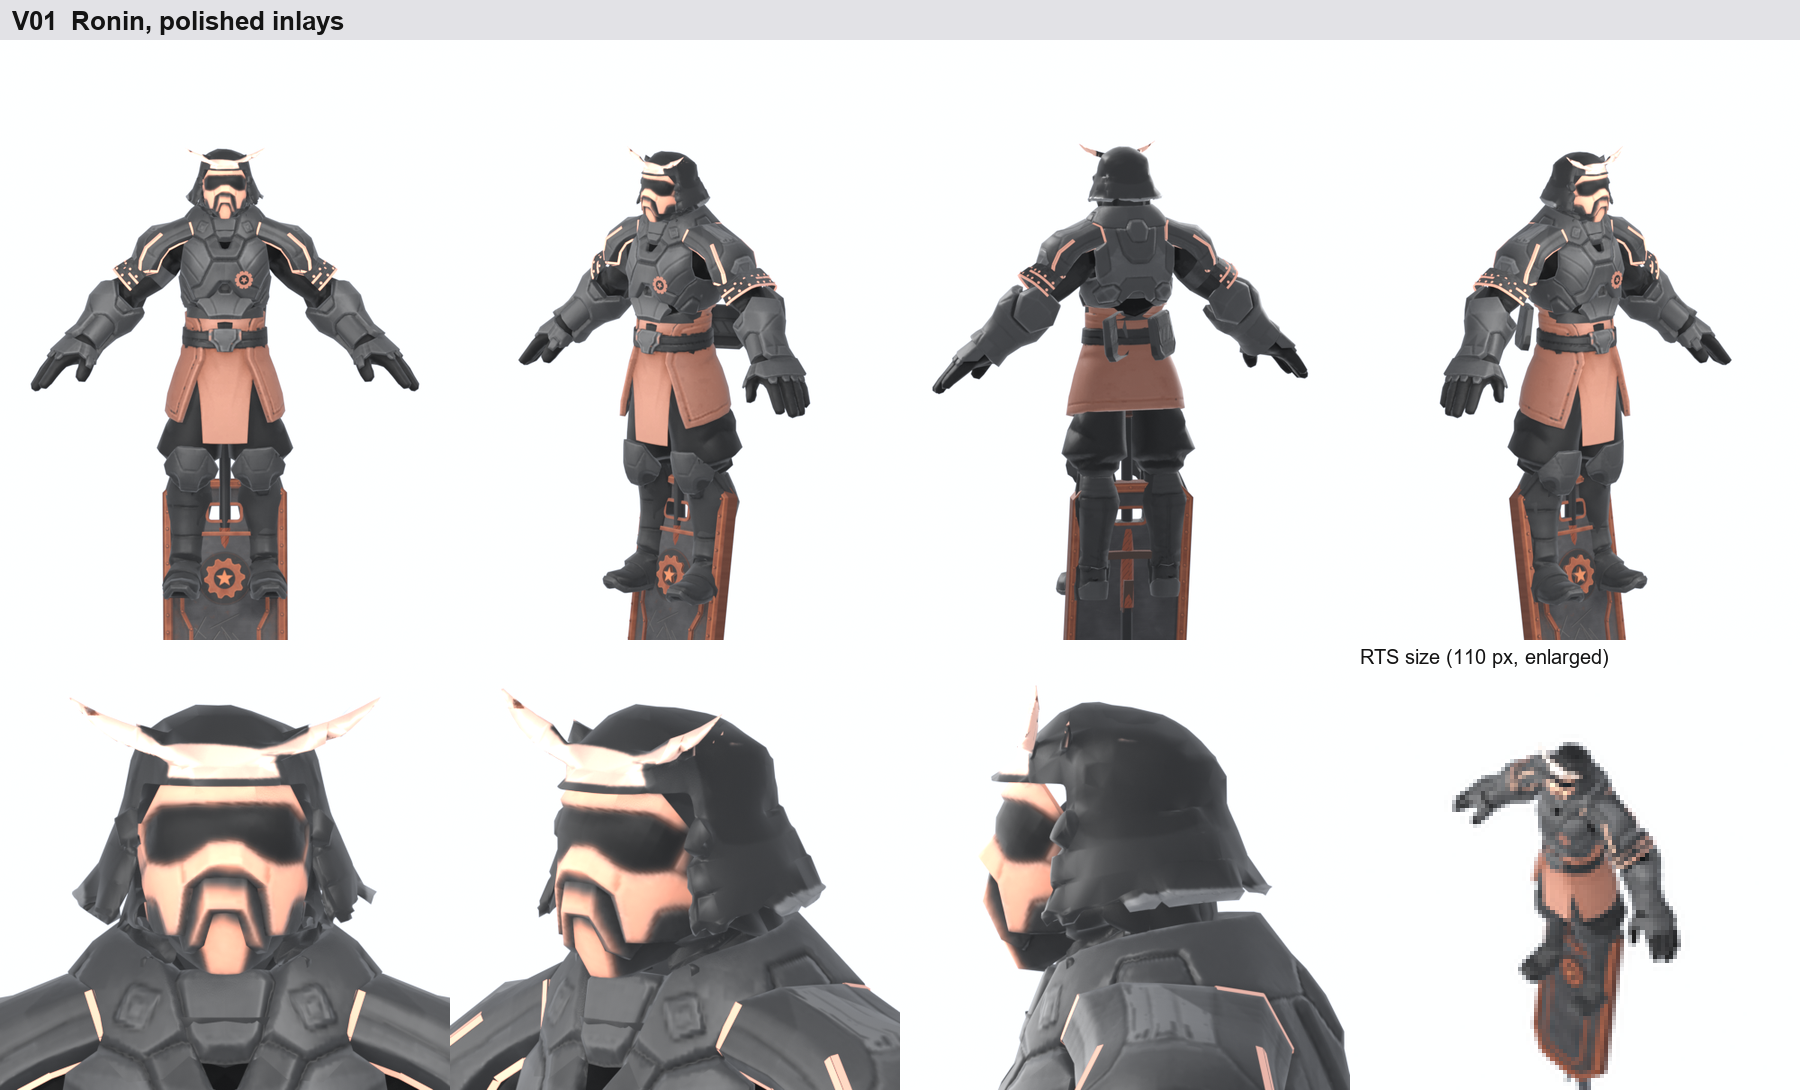 V01 Ronin, polished inlays
RTS size (110 px, enlarged)